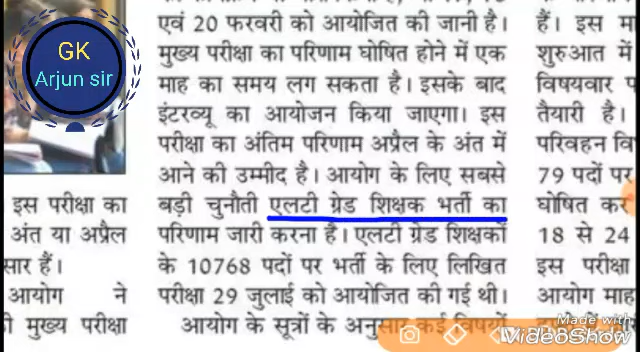 GK
Arjun sir
इस परीक्षा का
अंत या अप्रैल
सार हैं।
आयोग ने
मुख्य परीक्षा
एवं 20 फरवरी को आयोजित की जानी है।
मुख्य परीक्षा का परिणाम घोषित होने में एक
माह का समय लग सकता है। इसके बाद
इंटरव्यू का आयोजन किया जाएगा। इस
परीक्षा का अंतिम परिणाम अप्रैल के अंत में
आने की उम्मीद है। आयोग के लिए सबसे
बड़ी चुनौती एलटी ग्रेड शिक्षक भर्ती का
परिणाम जारी करना है। एलटी ग्रेड शिक्षकों
के 10768 पदों पर भर्ती के लिए लिखित
परीक्षा 29 जुलाई को आयोजित की गई थी।
आयोग के सूत्रों के अनुसार कई विषयों
हैं। इस म
शुरुआत में
विषयवार
तैयारी है।
परिवहन वि
79 पदों पर
घोषित कर
18 से 24
इस परीक्षा
आयोग माह
Made with
VideoShow